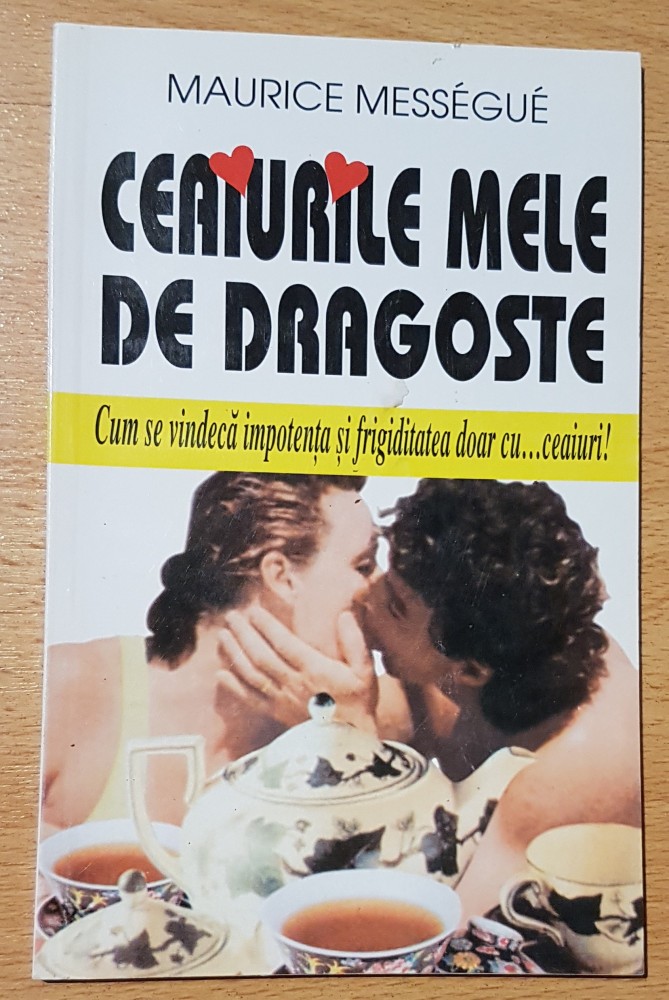 MAURICE MESSÉGUÉ
CEAIURILE MELE
DE DRAGOSTE
Cum se vindecă impotența și frigiditatea doar cu...ceaiuri!